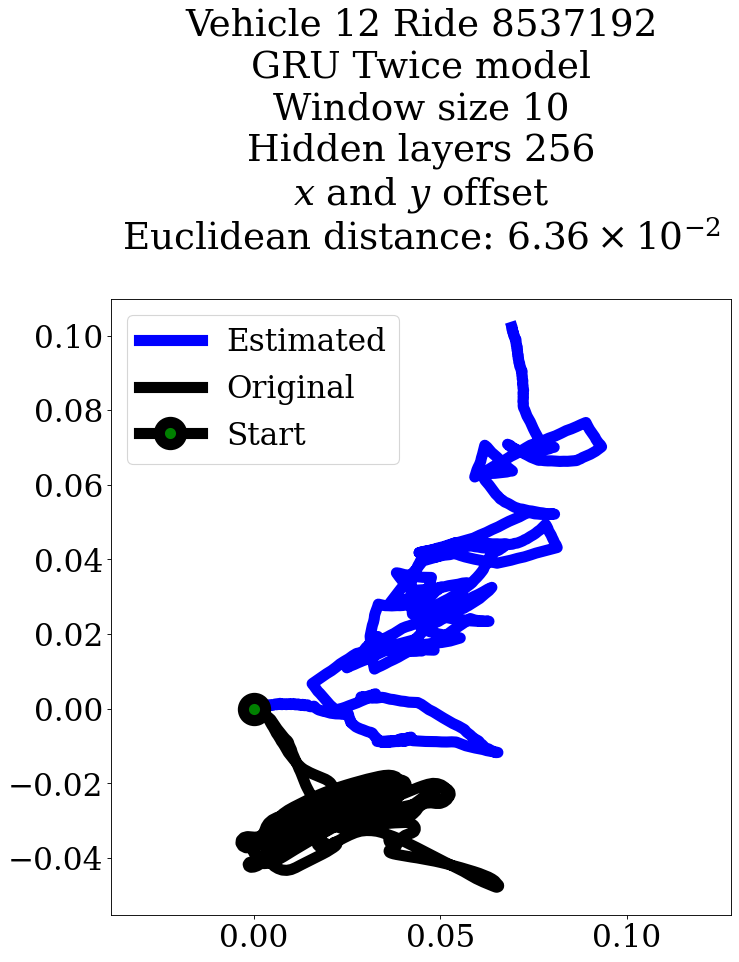 Vehicle 12 Ride 8537192
GRU Twice model
Window size 10
Hidden layers 256
x and y offset
Euclidean distance: 6.36 × 10⁻²
Estimated
Original
Start
0.10
0.08
0.06
0.04
0.02
0.00
−0.02
−0.04
0.00 0.05 0.10